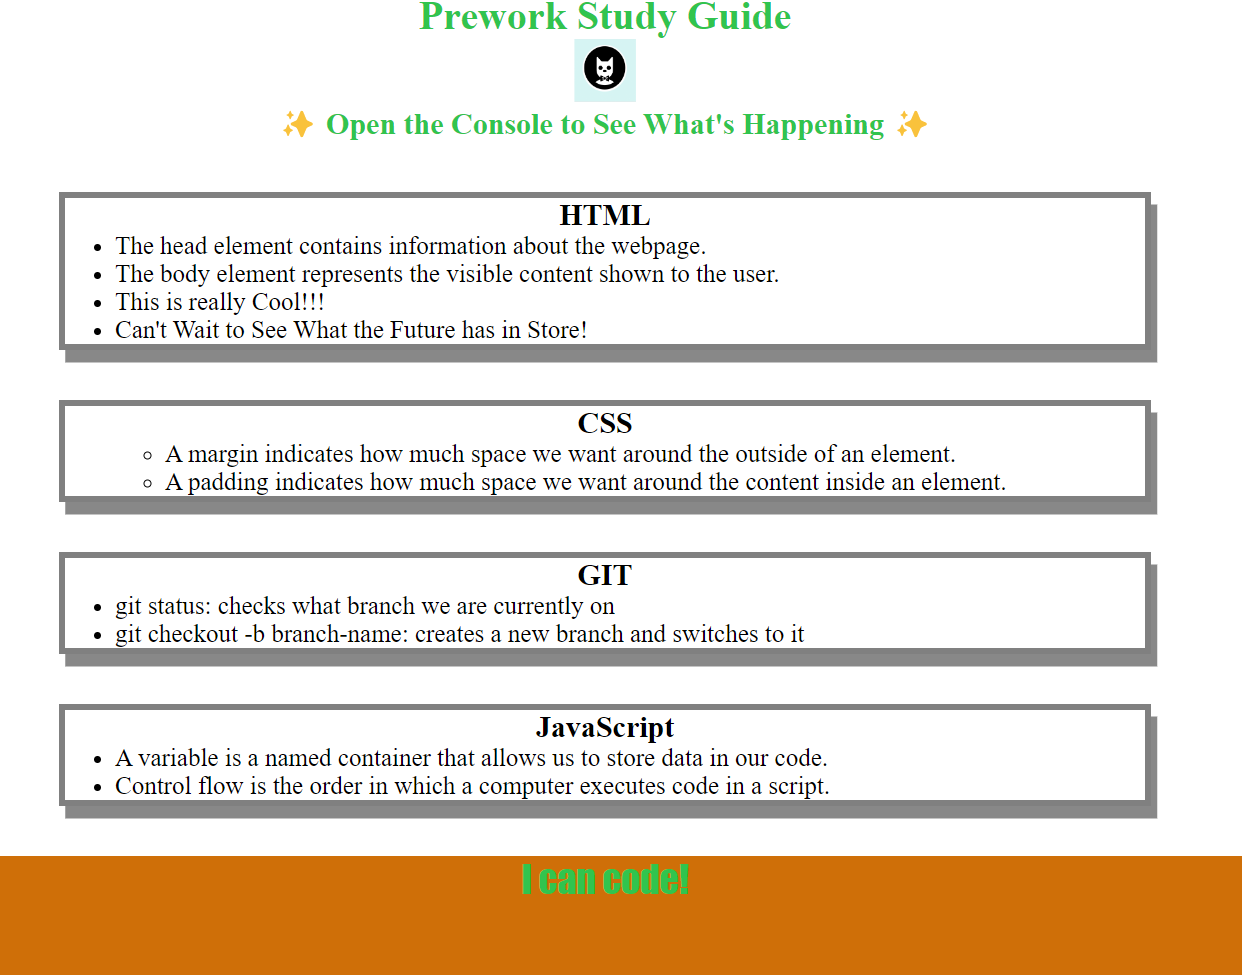 Prework Study Guide
✨ Open the Console to See What's Happening ✨
HTML
The head element contains information about the webpage.
The body element represents the visible content shown to the user.
This is really Cool!!!
Can't Wait to See What the Future has in Store!
CSS
A margin indicates how much space we want around the outside of an element.
A padding indicates how much space we want around the content inside an element.
GIT
git status: checks what branch we are currently on
git checkout -b branch-name: creates a new branch and switches to it
JavaScript
A variable is a named container that allows us to store data in our code.
Control flow is the order in which a computer executes code in a script.
I can code!